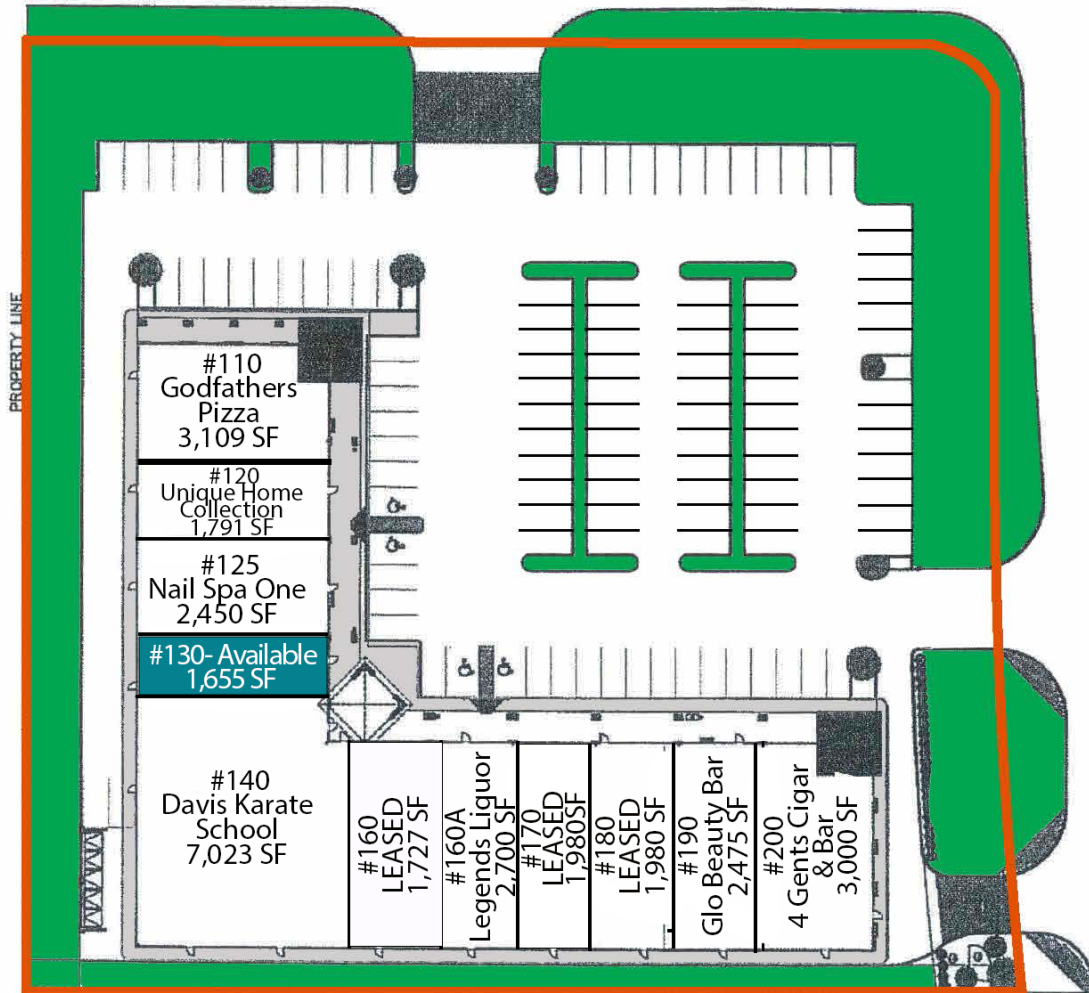 PROPERTY LINE
#110
Godfathers
Pizza
3,109 SF
#120
Unique Home
Collection
1,791 SF
#125
Nail Spa One
2,450 SF
#130- Available
1,655 SF
#140
Davis Karate
School
7,023 SF
#160
LEASED
1,727 SF
#160A
Legends Liquor
2,700 SF
#170
LEASED
1,980SF
#180
LEASED
1,980 SF
#190
Glo Beauty Bar
2,475 SF
#200
4 Gents Cigar
& Bar
3,000 SF